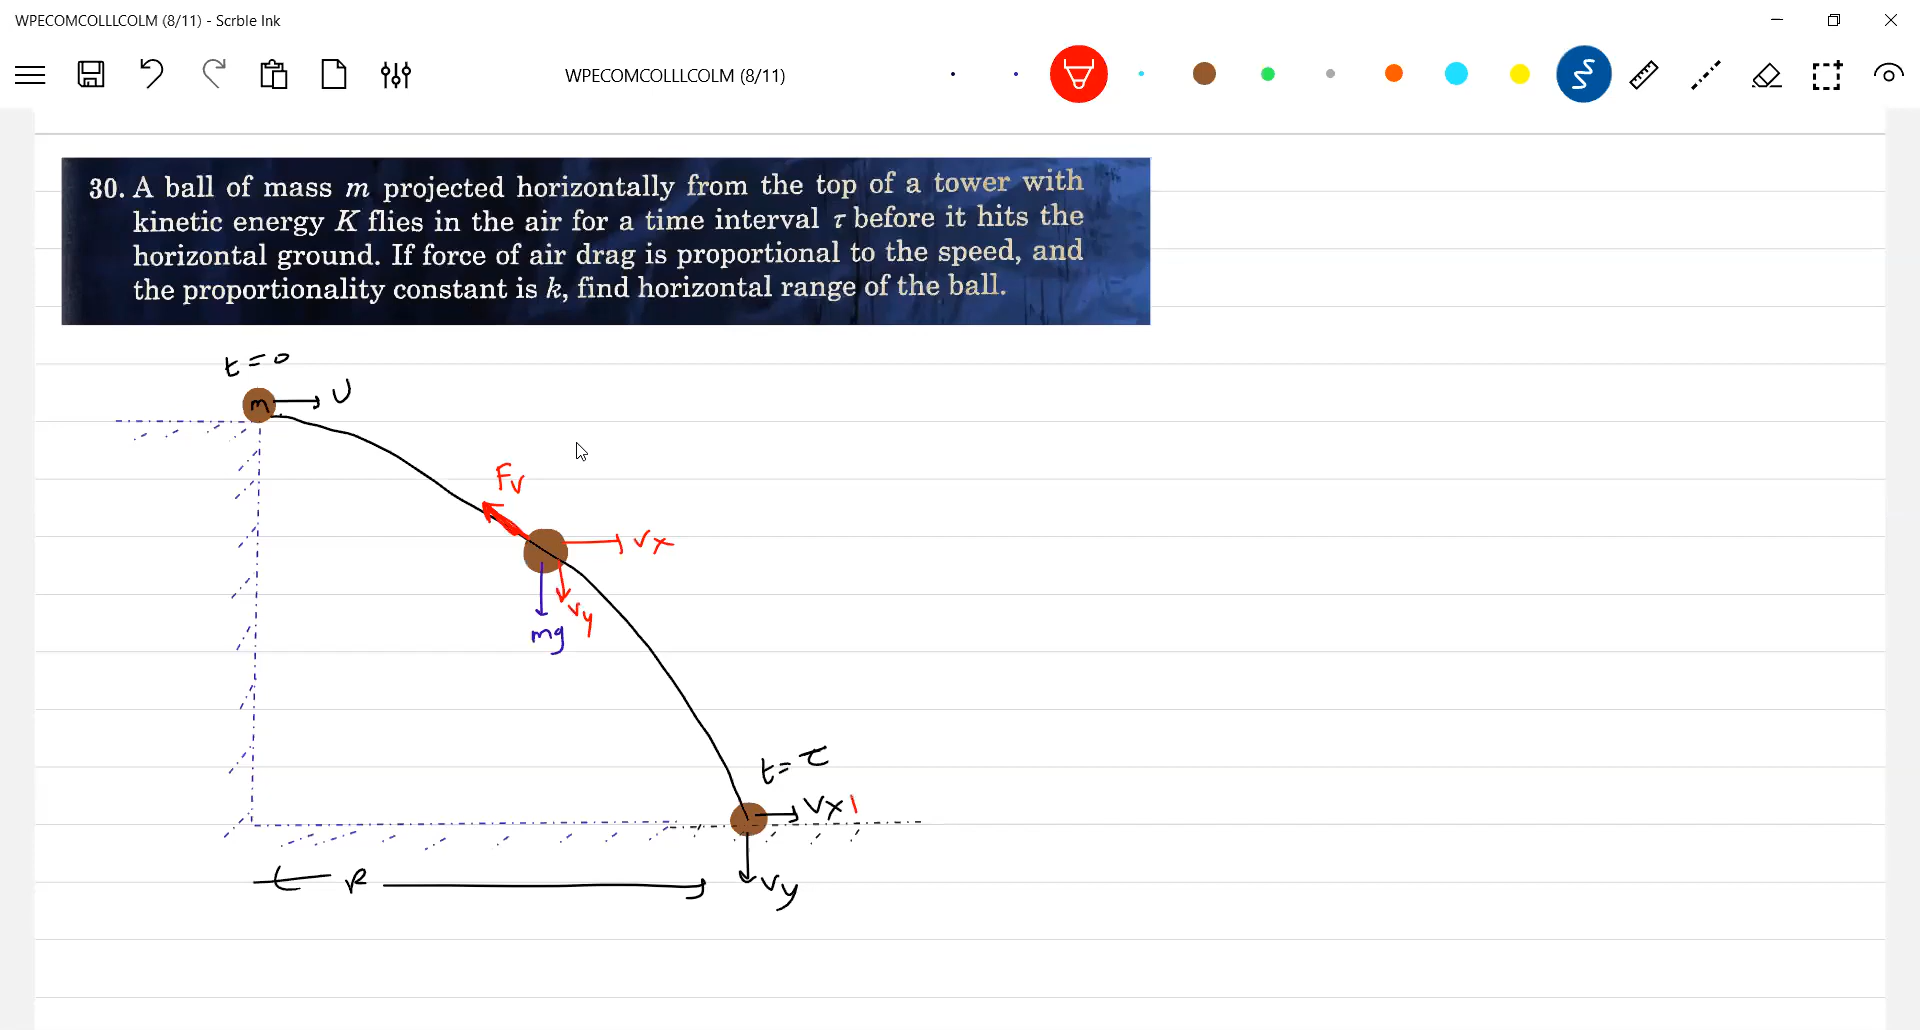 WPECOMCOLLLCOLM (8/11) - Scrble Ink
WPECOMCOLLLCOLM (8/11)
30. A ball of mass m projected horizontally from the top of a tower with
kinetic energy K flies in the air for a time interval τ before it hits the
horizontal ground. If force of air drag is proportional to the speed, and
the proportionality constant is k, find horizontal range of the ball.
t = 0
m
U
Fv
vx
vy
mg
t = τ
vx
R
vy